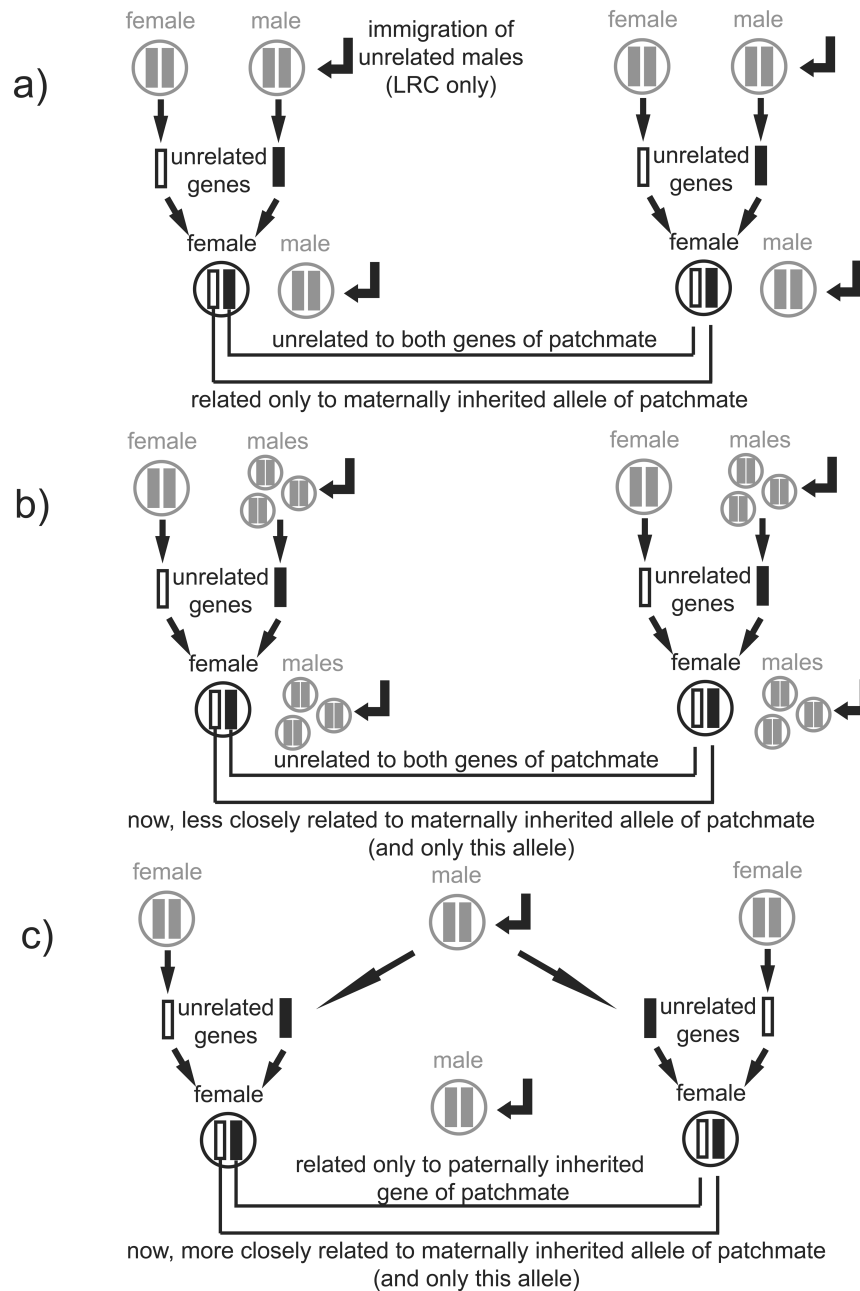 a)
female
male
immigration of
unrelated males
(LRC only)
female
male
unrelated
genes
unrelated
genes
female
male
female
male
unrelated to both genes of patchmate
related only to maternally inherited allele of patchmate
b)
female
males
female
males
unrelated
genes
unrelated
genes
female
males
female
males
unrelated to both genes of patchmate
now, less closely related to maternally inherited allele of patchmate
(and only this allele)
c)
female
male
female
unrelated
genes
unrelated
genes
female
male
female
related only to paternally inherited
gene of patchmate
now, more closely related to maternally inherited allele of patchmate
(and only this allele)